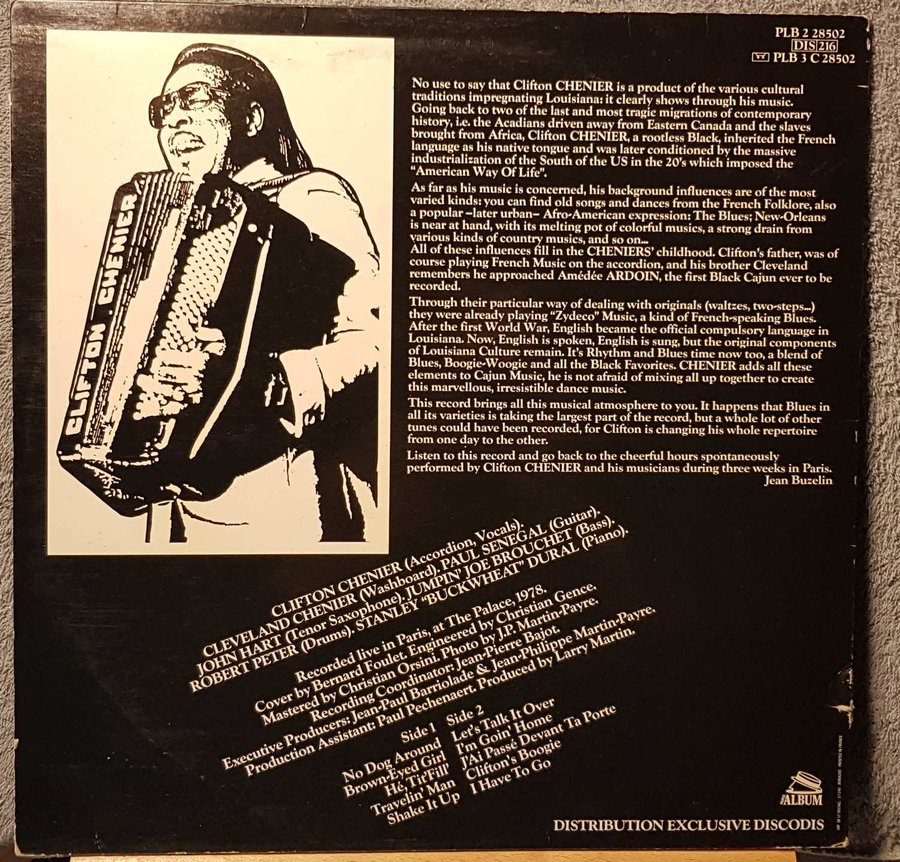 PLB 2 28502
DIS 216
PLB 3 C 28502
CLIFTON CHENIER
No use to say that Clifton CHENIER is a product of the various cultural
traditions impregnating Louisiana: it clearly shows through his music.
Going back to two of the last and most tragic migrations of contemporary
history, i.e. the Acadians driven away from Eastern Canada and the slaves
brought from Africa, Clifton CHENIER, a rootless Black, inherited the French
language as his native tongue and was later conditioned by the massive
industrialization of the South of the US in the 20's which imposed the
"American Way Of Life".
As far as his music is concerned, his background influences are of the most
varied kinds: you can find old songs and dances from the French Folklore, also
a popular –later urban– Afro-American expression: The Blues; New-Orleans
is near at hand, with its melting pot of colorful musics, a strong drain from
various kinds of country musics, and so on...
All of these influences fill in the CHENIERS' childhood. Clifton's father, was of
course playing French Music on the accordion, and his brother Cleveland
remembers he approached Amédée ARDOIN, the first Black Cajun ever to be
recorded.
Through their particular way of dealing with originals (waltzes, two-steps...)
they were already playing "Zydeco" Music, a kind of French-speaking Blues.
After the first World War, English became the official compulsory language in
Louisiana. Now, English is spoken, English is sung, but the original components
of Louisiana Culture remain. It's Rhythm and Blues time now too, a blend of
Blues, Boogie-Woogie and all the Black Favorites. CHENIER adds all these
elements to Cajun Music, he is not afraid of mixing all up together to create
this marvellous, irresistible dance music.
This record brings all this musical atmosphere to you. It happens that Blues in
all its varieties is taking the largest part of the record, but a whole lot of other
tunes could have been recorded, for Clifton is changing his whole repertoire
from one day to the other.
Listen to this record and go back to the cheerful hours spontaneously
performed by Clifton CHENIER and his musicians during three weeks in Paris.
Jean Buzelin
CLIFTON CHENIER (Accordion, Vocals).
CLEVELAND CHENIER (Washboard). PAUL SENEGAL (Guitar).
JOHN HART (Tenor Saxophone). JUMPIN' JOE BROUCHET (Bass).
ROBERT PETER (Drums). STANLEY "BUCKWHEAT" DURAL (Piano).
Recorded live in Paris, at The Palace, 1978.
Cover by Bernard Foulet. Engineered by Christian Gence.
Mastered by Christian Orsini. Photo by J.P. Martin-Payre.
Recording Coordinator: Jean-Pierre Bajot.
Executive Producers: Jean-Paul Barriolade & Jean-Philippe Martin-Payre.
Production Assistant: Paul Pechenaert. Produced by Larry Martin.
Side 1
No Dog Around
Brown-Eyed Girl
Hé, Tit'Fill'
Travelin' Man
Shake It Up
Side 2
Let's Talk It Over
I'm Goin' Home
J'Ai Passé Devant Ta Porte
Clifton's Boogie
I Have To Go
ALBUM
DISTRIBUTION EXCLUSIVE DISCODIS